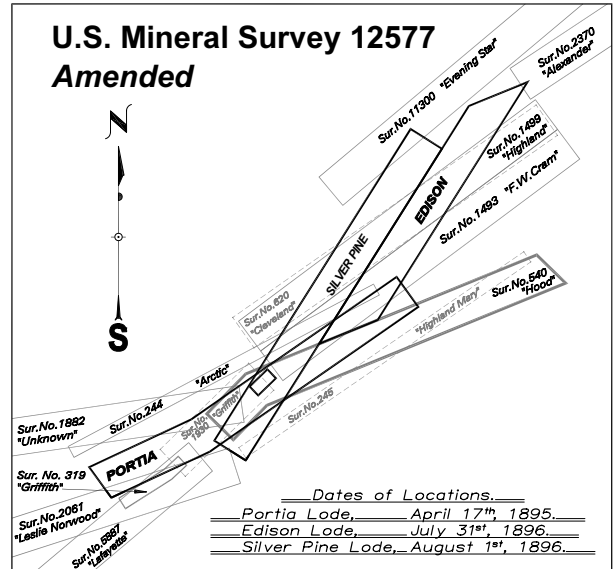 U.S. Mineral Survey 12577
Amended
N
S
Sur.No.11300 "Evening Star"
Sur.No.2370
"Alexander"
Sur.No.1499
"Highland"
Sur.No.1493 "F.W.Cram"
SILVER PINE
EDISON
Sur.No.620
"Cleveland"
"Highland Mary"
Sur.No.540
"Hood"
"Arctic"
Sur.No.244
Sur.No.
1930
"Griffith"
Sur.No.245
Sur.No.1882
"Unknown"
Sur. No. 319
"Griffith"
PORTIA
Sur.No.2061
"Leslie Norwood"
Sur.No.5867
"Lafayette"
Dates of Locations.
Portia Lode, April 17th, 1895.
Edison Lode, July 31st, 1896.
Silver Pine Lode, August 1st, 1896.